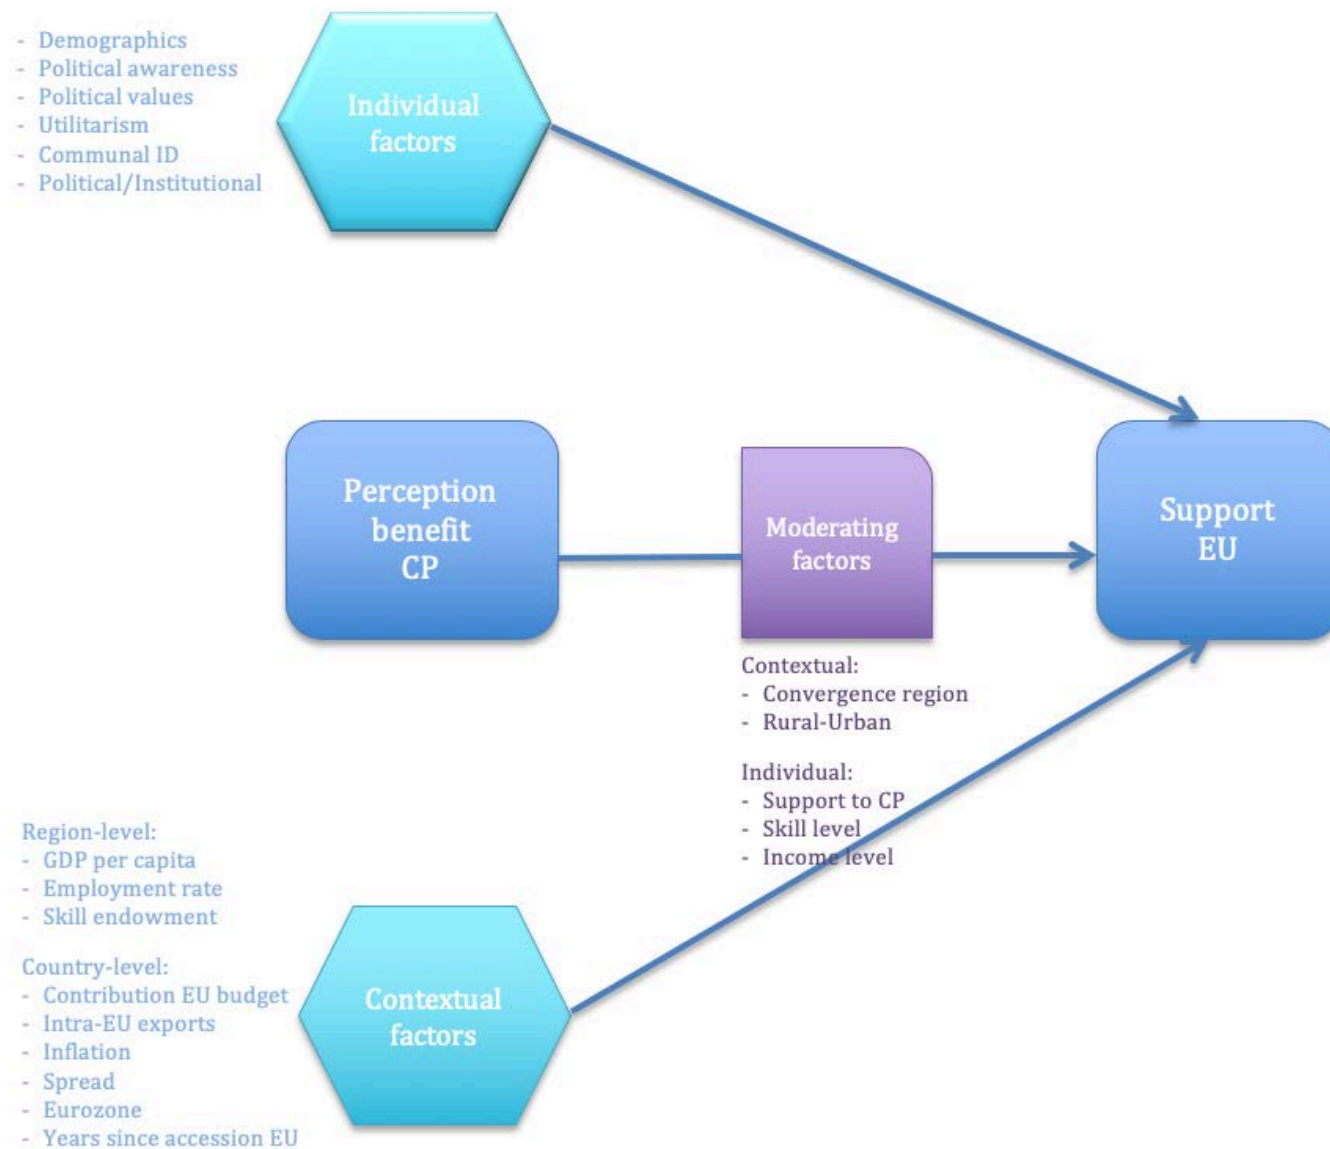 - Demographics
- Political awareness
- Political values
- Utilitarism
- Communal ID
- Political/Institutional
Individual
factors
Perception
benefit
CP
Moderating
factors
Support
EU
Contextual:
- Convergence region
- Rural-Urban
Individual:
- Support to CP
- Skill level
- Income level
Region-level:
- GDP per capita
- Employment rate
- Skill endowment
Country-level:
- Contribution EU budget
- Intra-EU exports
- Inflation
- Spread
- Eurozone
- Years since accession EU
Contextual
factors